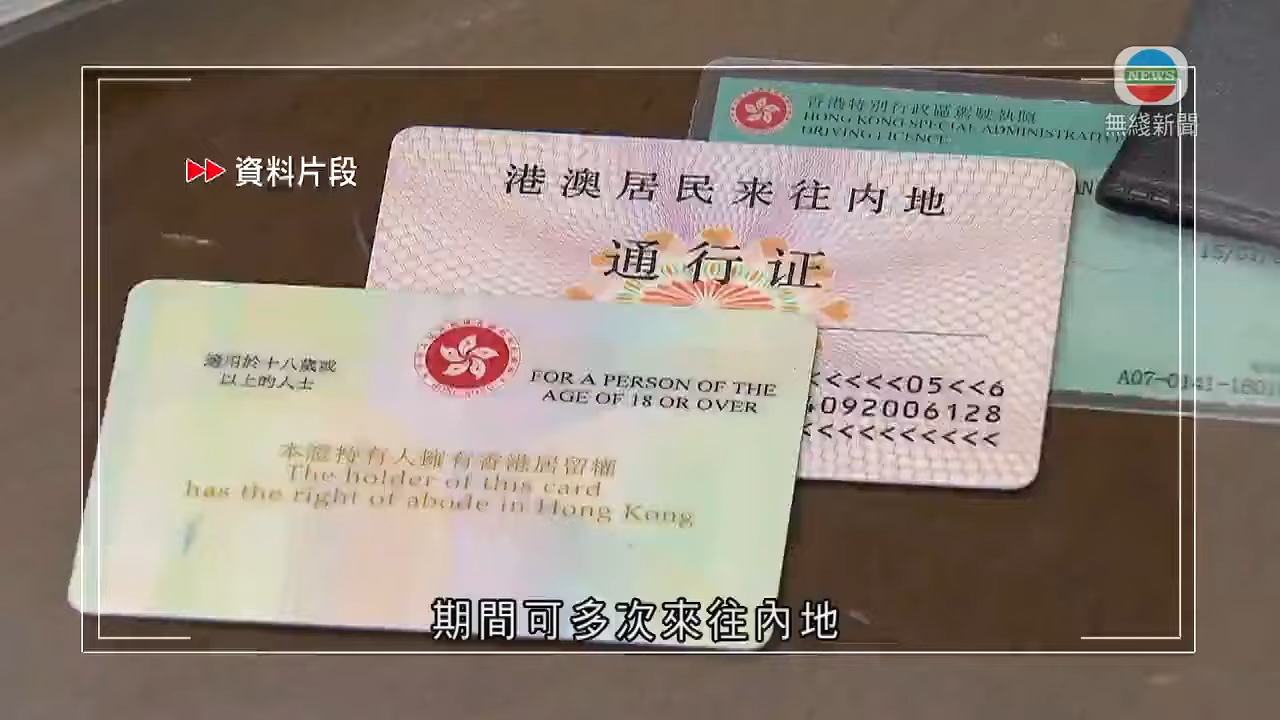 NEWS
無綫新聞
資料片段
香港特別行政區駕駛執照
HONG KONG SPECIAL ADMINISTRATI
DRIVING LICENCE
港澳居民来往内地
通行证
<<<<<05<<6
092006128
<<<<<<<<<<
A07-0141-1601
適用於十八歲或
以上的人士
FOR A PERSON OF THE
AGE OF 18 OR OVER
本證持有人擁有香港居留權
The holder of this card
has the right of abode in Hong Kong
期間可多次來往內地